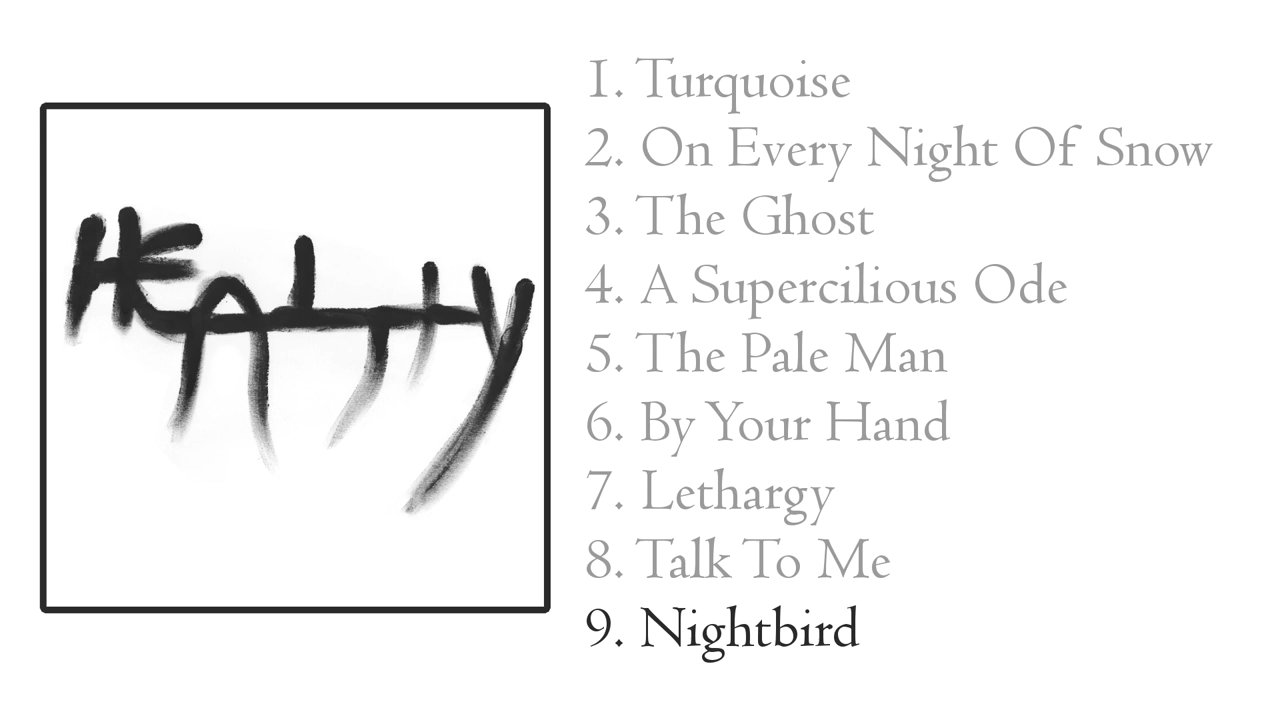 HEALTHY
1. Turquoise
2. On Every Night Of Snow
3. The Ghost
4. A Supercilious Ode
5. The Pale Man
6. By Your Hand
7. Lethargy
8. Talk To Me
9. Nightbird